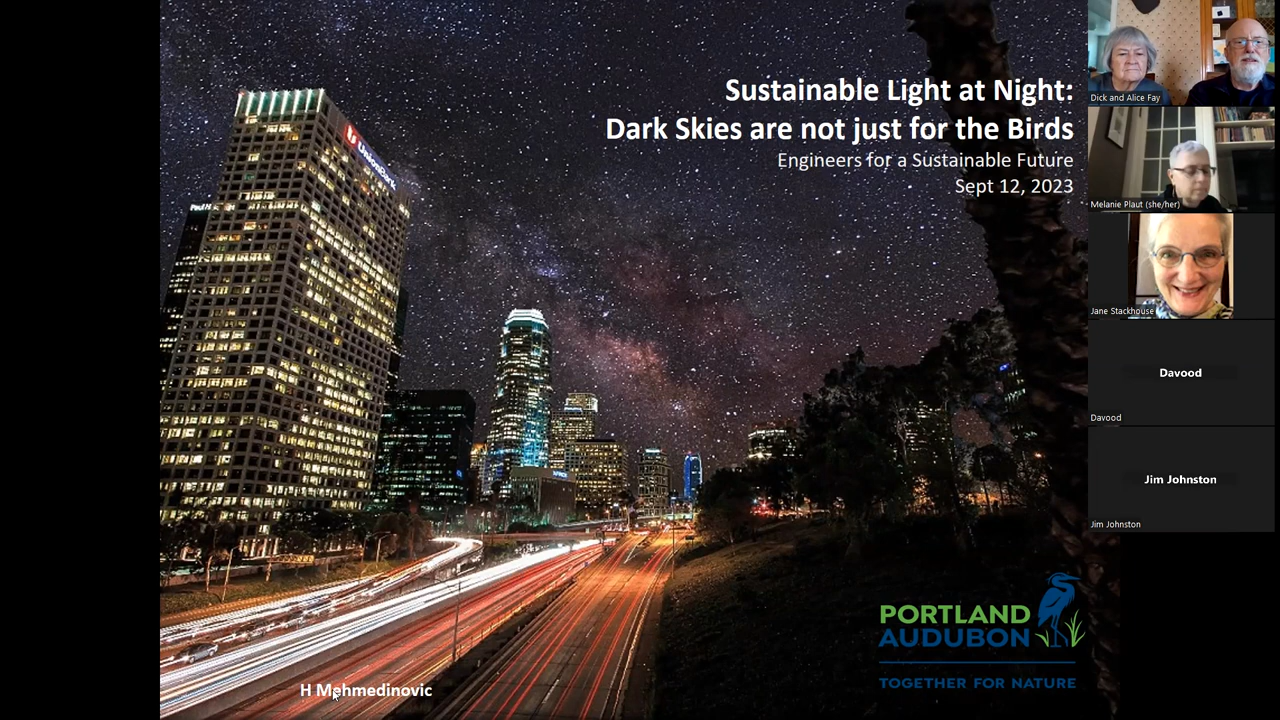 Sustainable Light at Night:
Dark Skies are not just for the Birds
Engineers for a Sustainable Future
Sept 12, 2023
UnionBank
H Mehmedinovic
PORTLAND
AUDUBON
TOGETHER FOR NATURE
Dick and Alice Fay
Melanie Plaut (she/her)
Jane Stackhouse
Davood
Davood
Jim Johnston
Jim Johnston